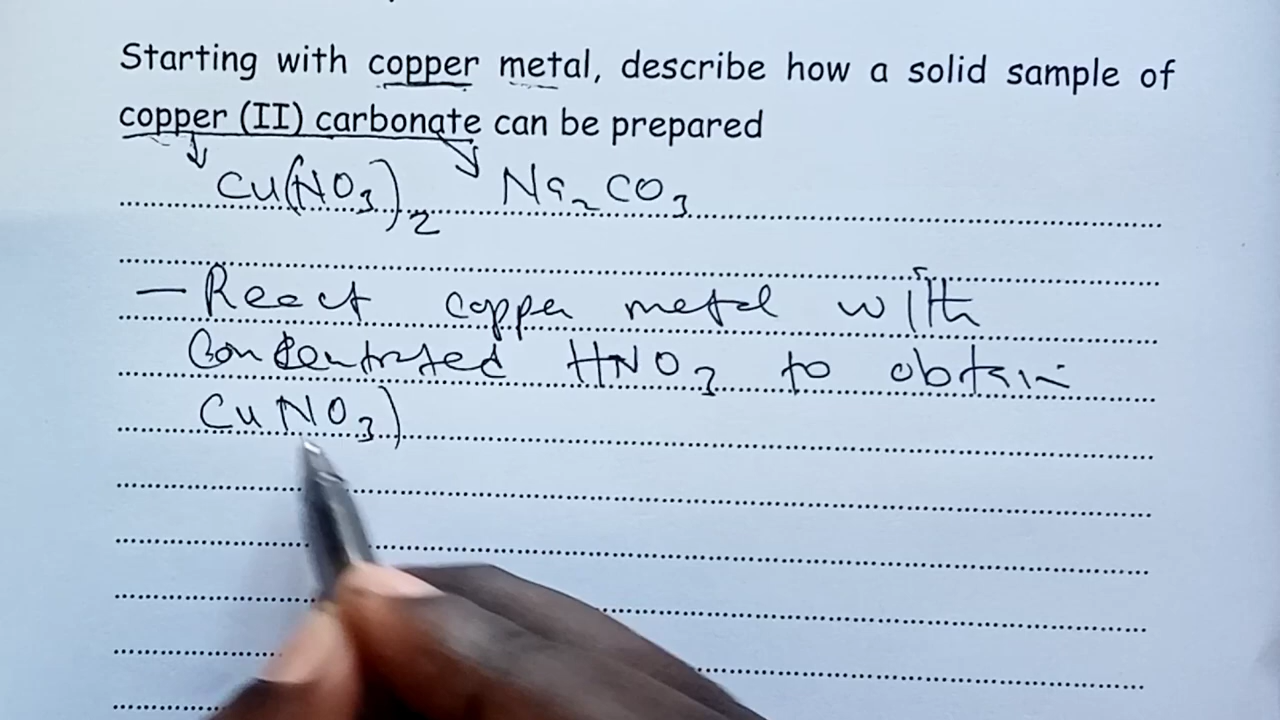 Starting with copper metal, describe how a solid sample of
copper (II) carbonate can be prepared
Cu(NO3)2 Na2CO3
- React copper metal with
Concentrated HNO3 to obtain
CuNO3)